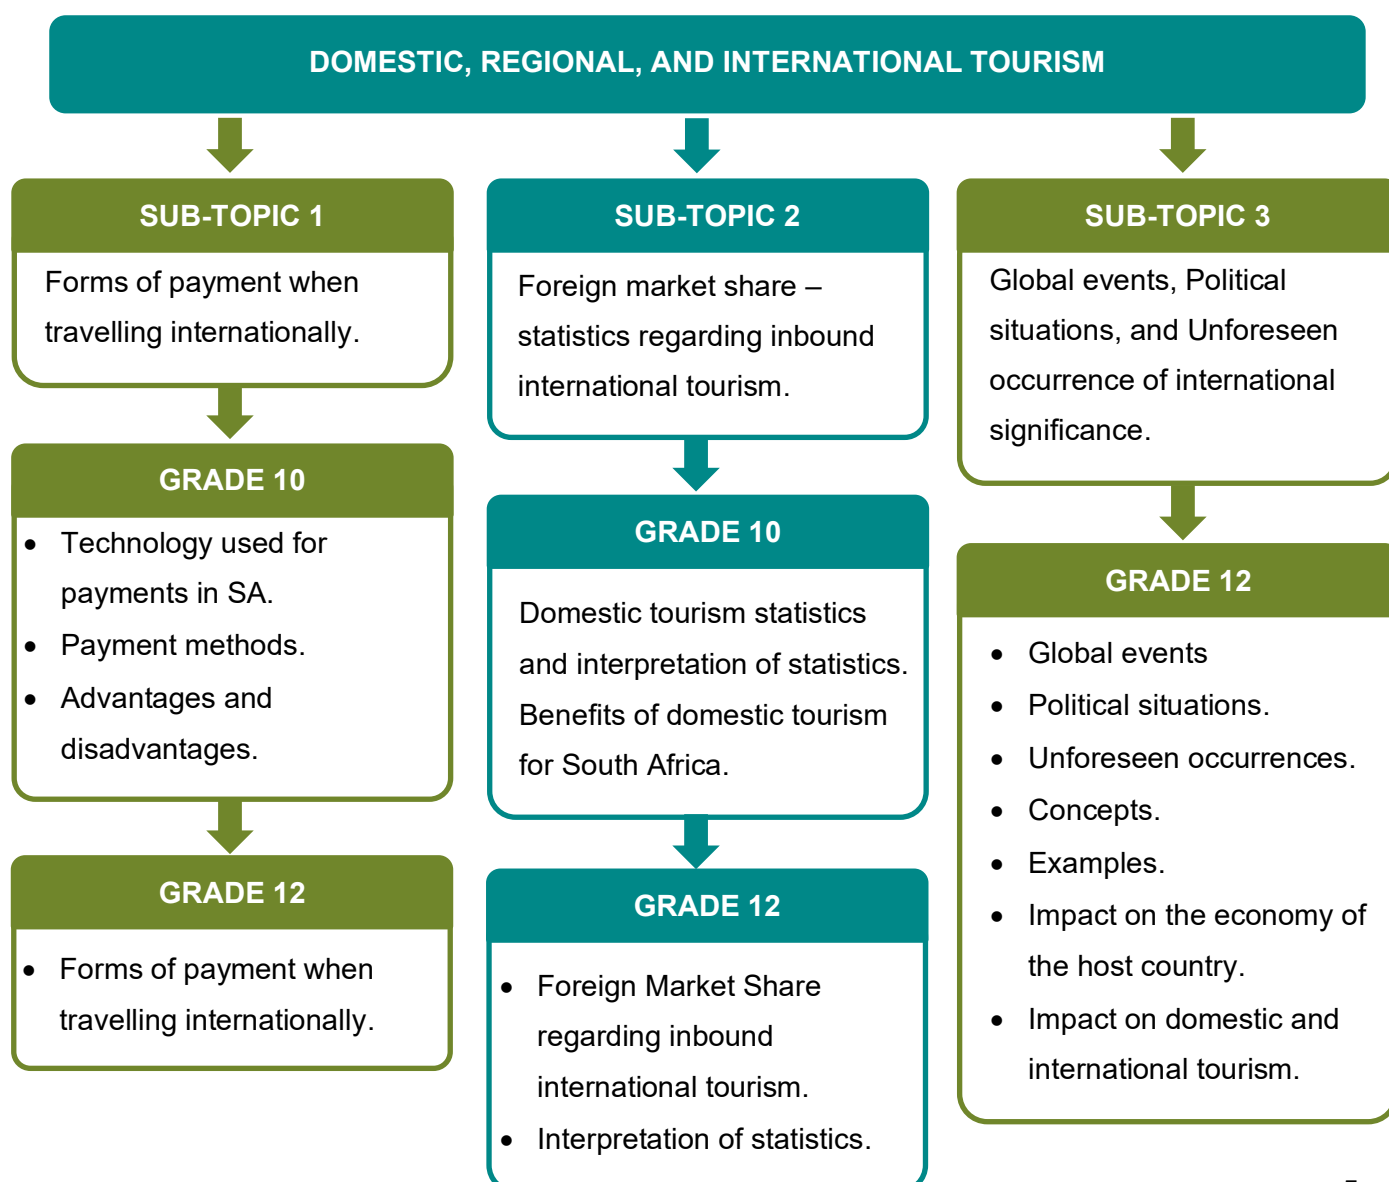 DOMESTIC, REGIONAL, AND INTERNATIONAL TOURISM
SUB-TOPIC 1
Forms of payment when
travelling internationally.
GRADE 10
• Technology used for
payments in SA.
• Payment methods.
• Advantages and
disadvantages.
GRADE 12
• Forms of payment when
travelling internationally.
SUB-TOPIC 2
Foreign market share –
statistics regarding inbound
international tourism.
GRADE 10
Domestic tourism statistics
and interpretation of statistics.
Benefits of domestic tourism
for South Africa.
GRADE 12
• Foreign Market Share
regarding inbound
international tourism.
• Interpretation of statistics.
SUB-TOPIC 3
Global events, Political
situations, and Unforeseen
occurrence of international
significance.
GRADE 12
• Global events
• Political situations.
• Unforeseen occurrences.
• Concepts.
• Examples.
• Impact on the economy of
the host country.
• Impact on domestic and
international tourism.